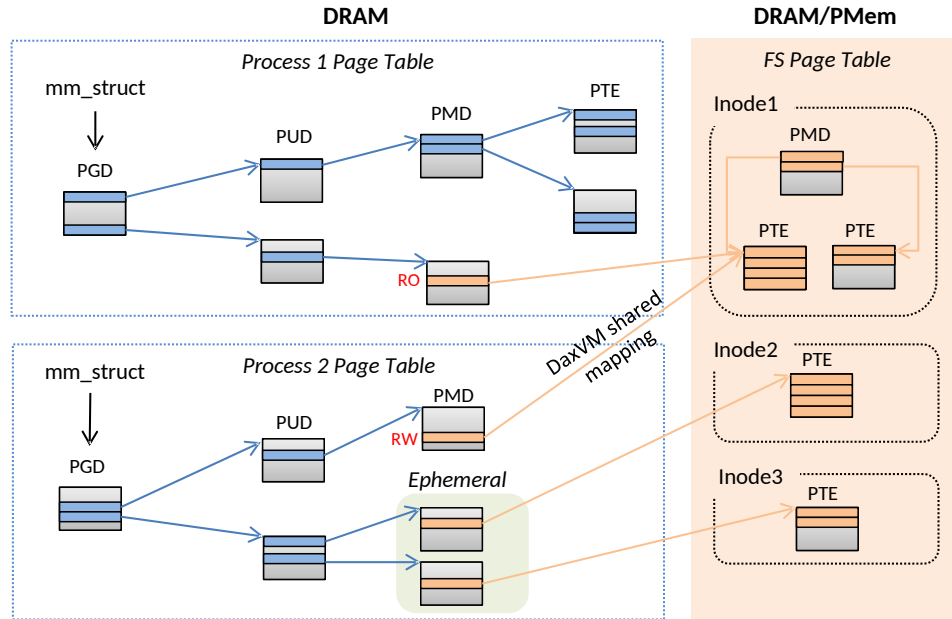 DRAM
DRAM/PMem
Process 1 Page Table
mm_struct
PGD
PUD
PMD
PTE
RO
FS Page Table
Inode1
PMD
PTE
PTE
DaxVM shared
mapping
Process 2 Page Table
mm_struct
PGD
PUD
PMD
RW
Ephemeral
Inode2
PTE
Inode3
PTE